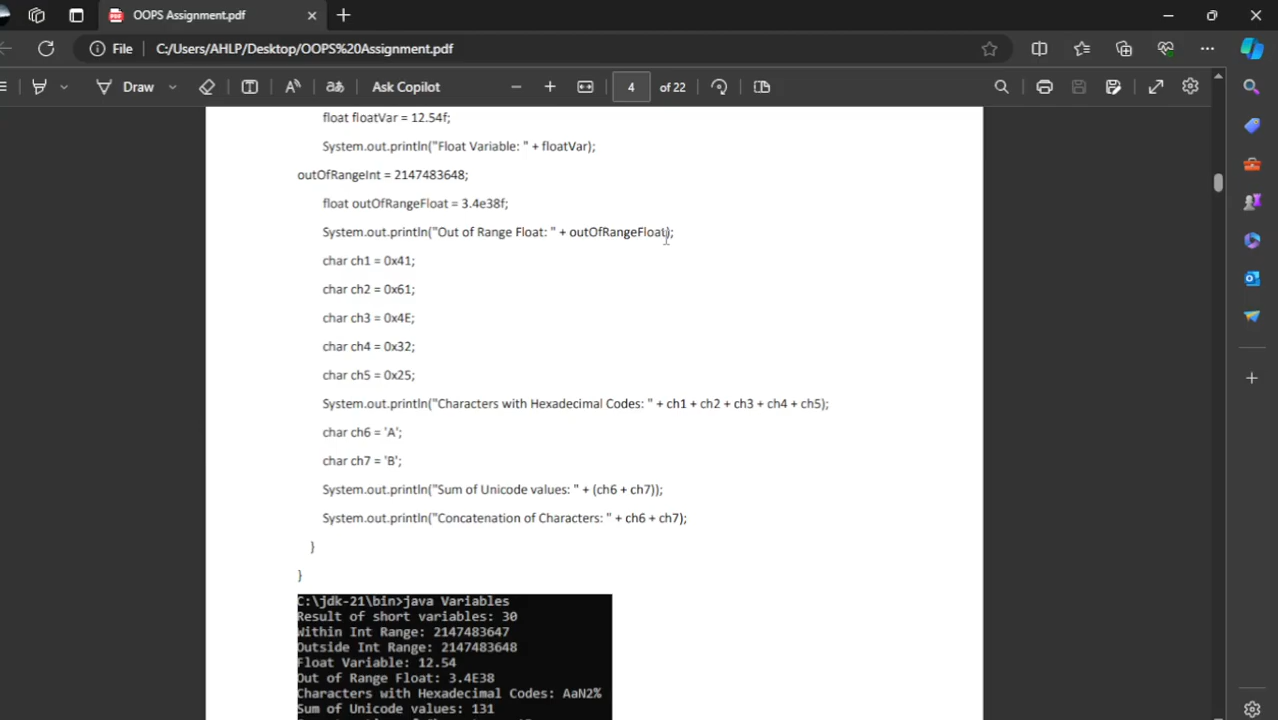 OOPS Assignment.pdf
File C:/Users/AHLP/Desktop/OOPS%20Assignment.pdf
Draw aあ Ask Copilot 4 of 22
float floatVar = 12.54f;
System.out.println("Float Variable: " + floatVar);
outOfRangeInt = 2147483648;
float outOfRangeFloat = 3.4e38f;
System.out.println("Out of Range Float: " + outOfRangeFloat);
char ch1 = 0x41;
char ch2 = 0x61;
char ch3 = 0x4E;
char ch4 = 0x32;
char ch5 = 0x25;
System.out.println("Characters with Hexadecimal Codes: " + ch1 + ch2 + ch3 + ch4 + ch5);
char ch6 = 'A';
char ch7 = 'B';
System.out.println("Sum of Unicode values: " + (ch6 + ch7));
System.out.println("Concatenation of Characters: " + ch6 + ch7);
}
}
C:\jdk-21\bin>java Variables
Result of short variables: 30
Within Int Range: 2147483647
Outside Int Range: 2147483648
Float Variable: 12.54
Out of Range Float: 3.4E38
Characters with Hexadecimal Codes: AaN2%
Sum of Unicode values: 131